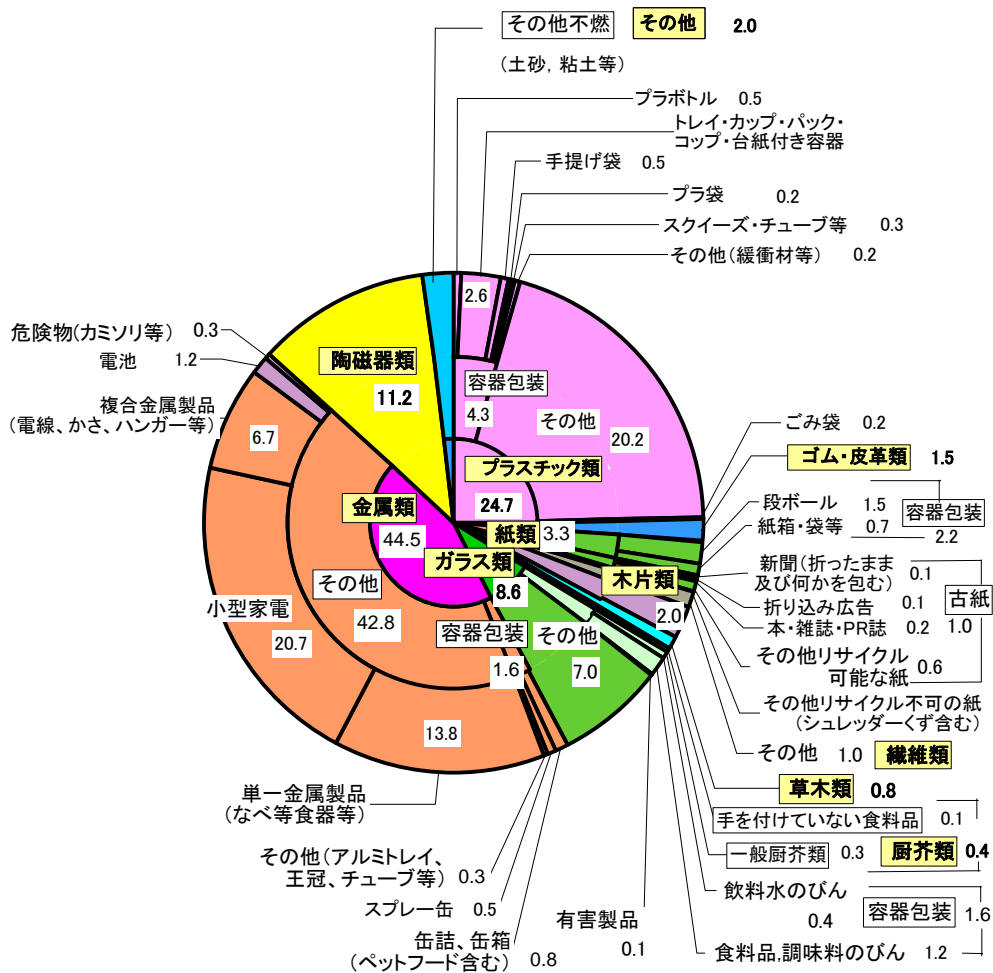 その他不燃 その他 2.0
(土砂, 粘土等)
プラボトル 0.5
トレイ・カップ・パック・
コップ・台紙付き容器
手提げ袋 0.5
プラ袋 0.2
スクイーズ・チューブ等 0.3
その他(緩衝材等) 0.2
2.6
危険物(カミソリ等) 0.3
電池 1.2
陶磁器類
11.2
容器包装
4.3
その他
20.2
複合金属製品
(電線、かさ、ハンガー等)
6.7
ごみ袋 0.2
ゴム・皮革類 1.5
プラスチック類
24.7
金属類
44.5
紙類 3.3
段ボール 1.5
紙箱・袋等 0.7
容器包装
2.2
ガラス類
8.6
木片類
2.0
新聞(折ったまま
及び何かを包む) 0.1
折り込み広告 0.1
本・雑誌・PR誌 0.2
古紙
1.0
その他リサイクル
可能な紙 0.6
その他リサイクル不可の紙
(シュレッダーくず含む)
その他
42.8
小型家電
20.7
容器包装
1.6
その他
7.0
13.8
その他 1.0 繊維類
草木類 0.8
手を付けていない食料品 0.1
一般厨芥類 0.3 厨芥類 0.4
単一金属製品
(なべ等食器等)
その他(アルミトレイ、
王冠、チューブ等) 0.3
スプレー缶 0.5
缶詰、缶箱
(ペットフード含む) 0.8
有害製品
0.1
飲料水のびん
0.4
容器包装 1.6
食料品,調味料のびん 1.2